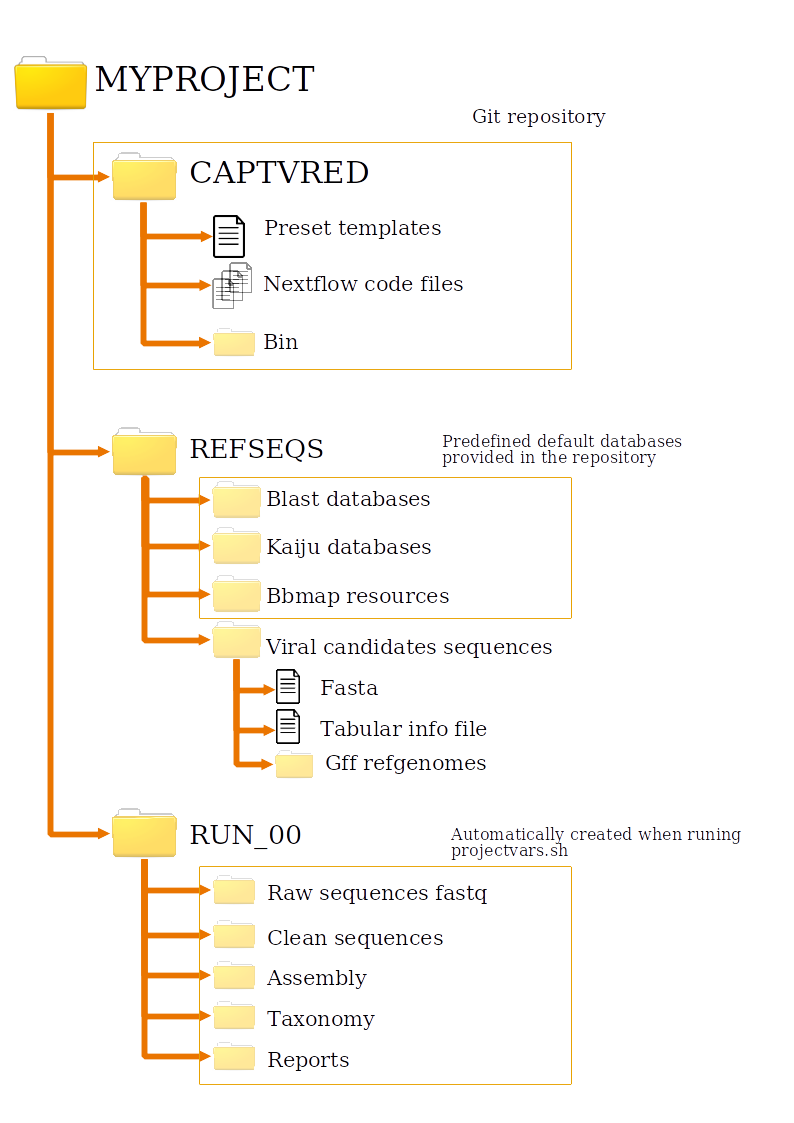 MYPROJECT
Git repository
CAPTVRED
Preset templates
Nextflow code files
Bin
REFSEQS
Predefined default databases
provided in the repository
Blast databases
Kaiju databases
Bbmap resources
Viral candidates sequences
Fasta
Tabular info file
Gff refgenomes
RUN_00
Automatically created when runing
projectvars.sh
Raw sequences fastq
Clean sequences
Assembly
Taxonomy
Reports